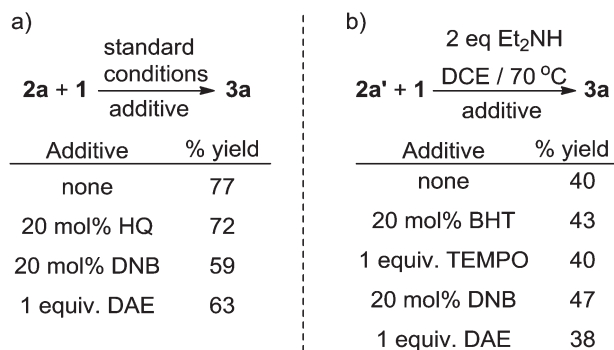 a)
standard
conditions
2a + 1 3a
additive
Additive % yield
none 77
20 mol% HQ 72
20 mol% DNB 59
1 equiv. DAE 63
b)
2 eq Et₂NH
DCE / 70 ºC
2a' + 1 3a
additive
Additive % yield
none 40
20 mol% BHT 43
1 equiv. TEMPO 40
20 mol% DNB 47
1 equiv. DAE 38